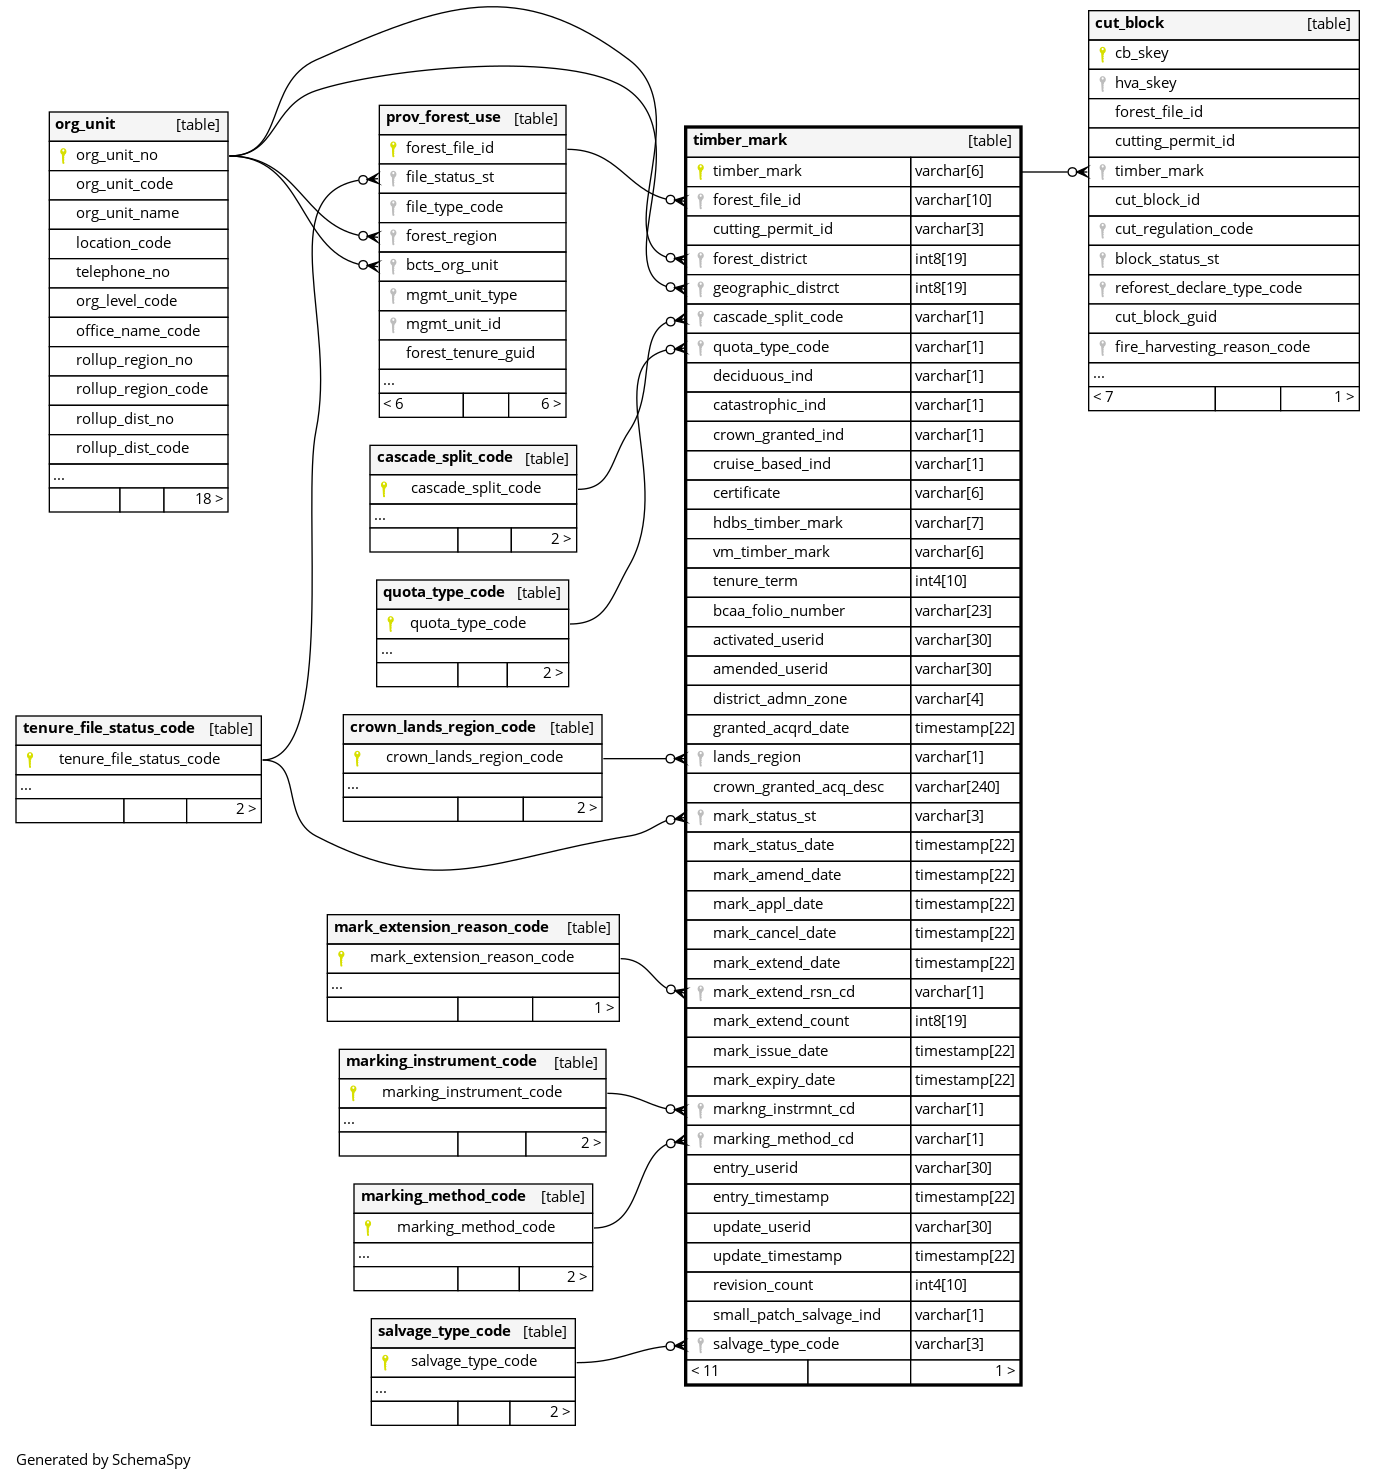 org_unit [table]
org_unit_no
org_unit_code
org_unit_name
location_code
telephone_no
org_level_code
office_name_code
rollup_region_no
rollup_region_code
rollup_dist_no
rollup_dist_code
...
18 >
tenure_file_status_code [table]
tenure_file_status_code
...
2 >
prov_forest_use [table]
forest_file_id
file_status_st
file_type_code
forest_region
bcts_org_unit
mgmt_unit_type
mgmt_unit_id
forest_tenure_guid
...
< 6 6 >
cascade_split_code [table]
cascade_split_code
...
2 >
quota_type_code [table]
quota_type_code
...
2 >
crown_lands_region_code [table]
crown_lands_region_code
...
2 >
mark_extension_reason_code [table]
mark_extension_reason_code
...
1 >
marking_instrument_code [table]
marking_instrument_code
...
2 >
marking_method_code [table]
marking_method_code
...
2 >
salvage_type_code [table]
salvage_type_code
...
2 >
timber_mark [table]
timber_mark varchar[6]
forest_file_id varchar[10]
cutting_permit_id varchar[3]
forest_district int8[19]
geographic_distrct int8[19]
cascade_split_code varchar[1]
quota_type_code varchar[1]
deciduous_ind varchar[1]
catastrophic_ind varchar[1]
crown_granted_ind varchar[1]
cruise_based_ind varchar[1]
certificate varchar[6]
hdbs_timber_mark varchar[7]
vm_timber_mark varchar[6]
tenure_term int4[10]
bcaa_folio_number varchar[23]
activated_userid varchar[30]
amended_userid varchar[30]
district_admn_zone varchar[4]
granted_acqrd_date timestamp[22]
lands_region varchar[1]
crown_granted_acq_desc varchar[240]
mark_status_st varchar[3]
mark_status_date timestamp[22]
mark_amend_date timestamp[22]
mark_appl_date timestamp[22]
mark_cancel_date timestamp[22]
mark_extend_date timestamp[22]
mark_extend_rsn_cd varchar[1]
mark_extend_count int8[19]
mark_issue_date timestamp[22]
mark_expiry_date timestamp[22]
markng_instrmnt_cd varchar[1]
marking_method_cd varchar[1]
entry_userid varchar[30]
entry_timestamp timestamp[22]
update_userid varchar[30]
update_timestamp timestamp[22]
revision_count int4[10]
small_patch_salvage_ind varchar[1]
salvage_type_code varchar[3]
< 11 1 >
cut_block [table]
cb_skey
hva_skey
forest_file_id
cutting_permit_id
timber_mark
cut_block_id
cut_regulation_code
block_status_st
reforest_declare_type_code
cut_block_guid
fire_harvesting_reason_code
...
< 7 1 >
Generated by SchemaSpy